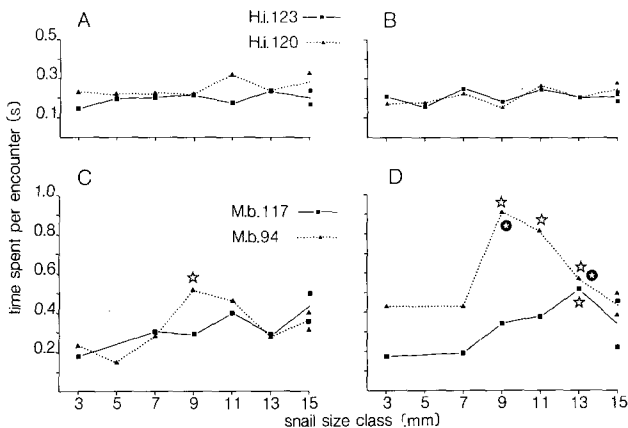 A
H.i.123
H.i.120
B
0.5
0.3
0.1
time spent per encounter (s)
C
M.b.117
M.b.94
D
1.0
0.8
0.6
0.4
0.2
3 5 7 9 11 13 15
3 5 7 9 11 13 15
snail size class (mm)